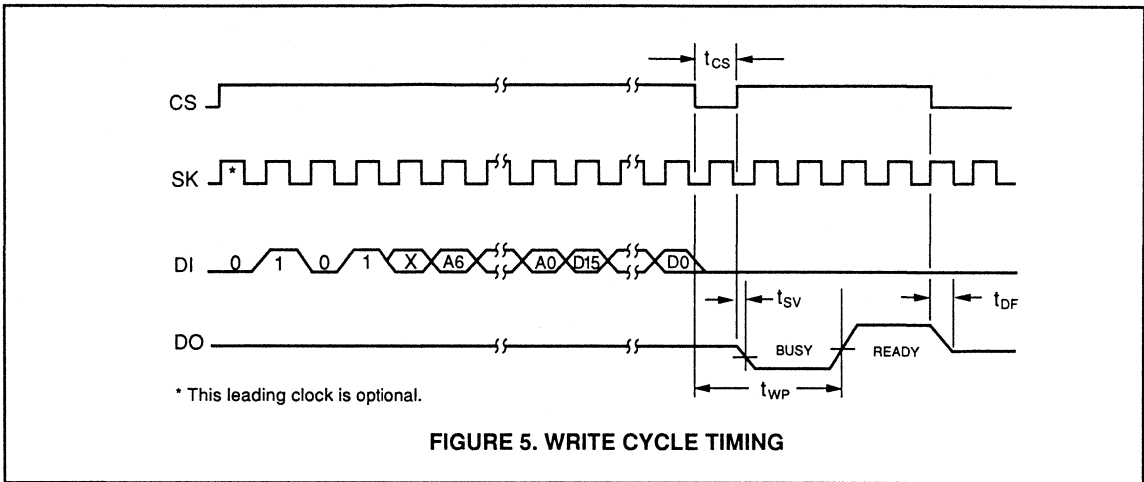 tCS
CS
SK *
DI 0 1 0 1 X A6 A0 D15 D0
tSV
tDF
DO BUSY READY
tWP
* This leading clock is optional.
FIGURE 5. WRITE CYCLE TIMING